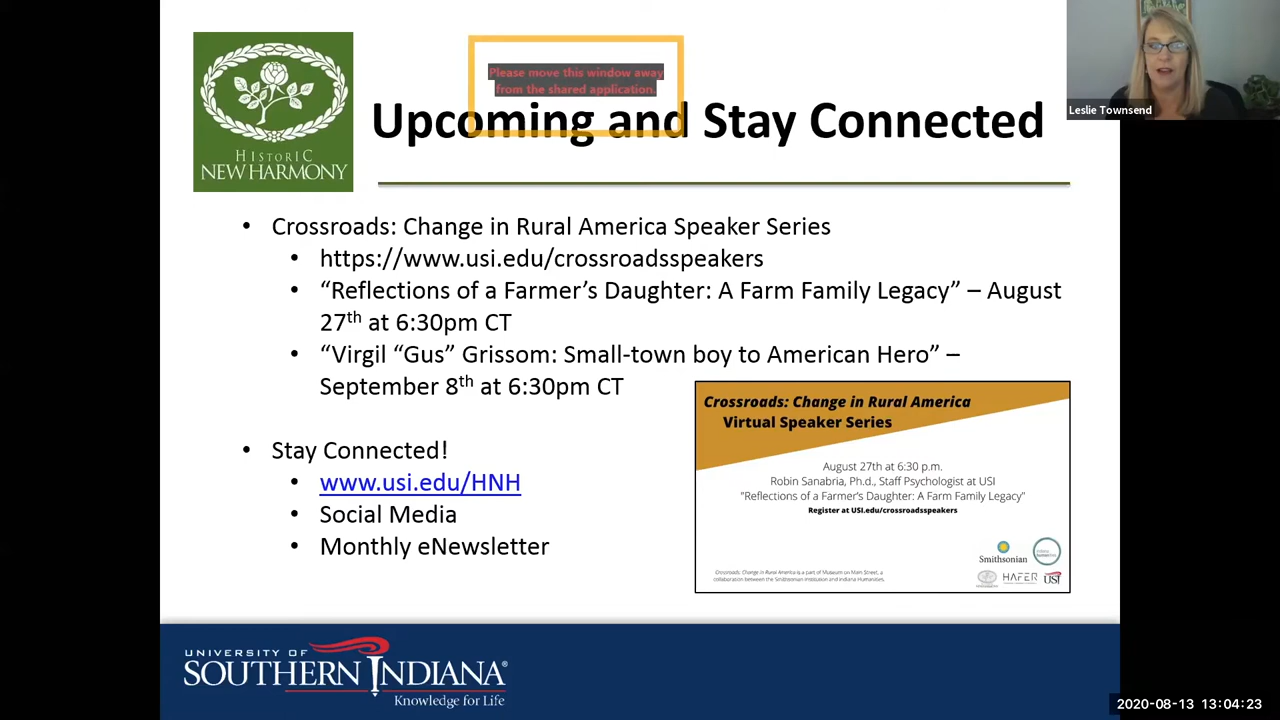 HISTORIC
NEW HARMONY
Please move this window away
from the shared application.
Upcoming and Stay Connected
Leslie Townsend
• Crossroads: Change in Rural America Speaker Series
• https://www.usi.edu/crossroadsspeakers
• “Reflections of a Farmer’s Daughter: A Farm Family Legacy” – August
27th at 6:30pm CT
• “Virgil “Gus” Grissom: Small-town boy to American Hero” –
September 8th at 6:30pm CT
• Stay Connected!
• www.usi.edu/HNH
• Social Media
• Monthly eNewsletter
Crossroads: Change in Rural America
Virtual Speaker Series
August 27th at 6:30 p.m.
Robin Sanabria, Ph.D., Staff Psychologist at USI
"Reflections of a Farmer's Daughter: A Farm Family Legacy"
Register at USI.edu/crossroadsspeakers
Smithsonian
HAFER
USI
Crossroads: Change in Rural America is a part of Museum on Main Street, a
collaboration between the Smithsonian Institution and Indiana Humanities.
UNIVERSITY OF
SOUTHERN INDIANA®
Knowledge for Life
2020-08-13 13:04:23